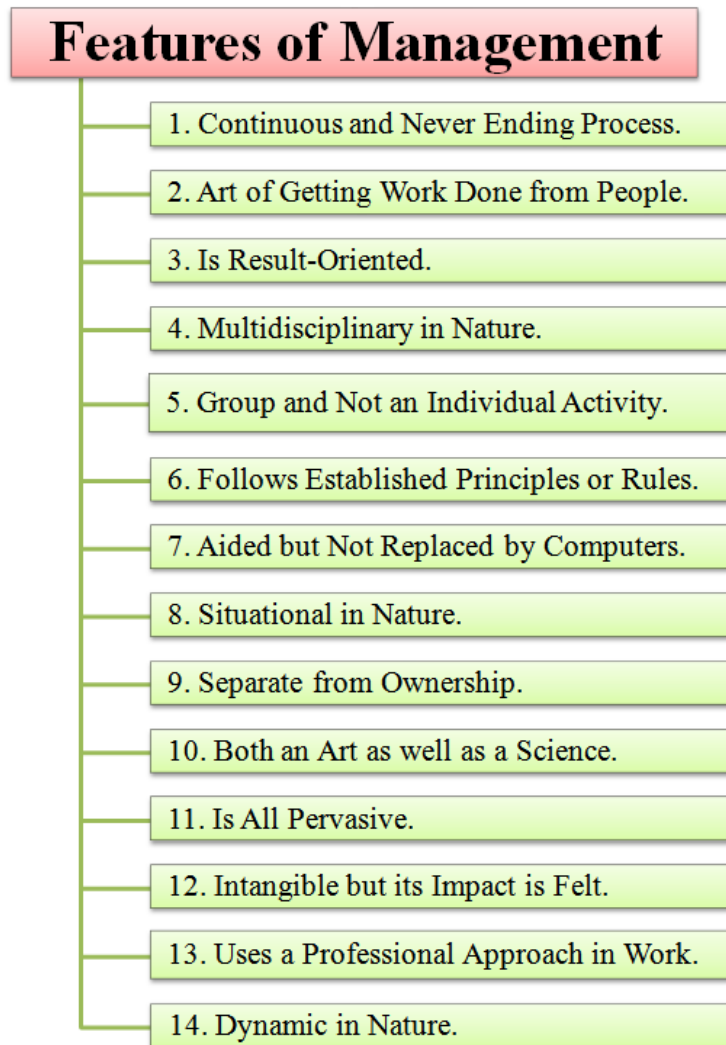 Features of Management
1. Continuous and Never Ending Process.
2. Art of Getting Work Done from People.
3. Is Result-Oriented.
4. Multidisciplinary in Nature.
5. Group and Not an Individual Activity.
6. Follows Established Principles or Rules.
7. Aided but Not Replaced by Computers.
8. Situational in Nature.
9. Separate from Ownership.
10. Both an Art as well as a Science.
11. Is All Pervasive.
12. Intangible but its Impact is Felt.
13. Uses a Professional Approach in Work.
14. Dynamic in Nature.